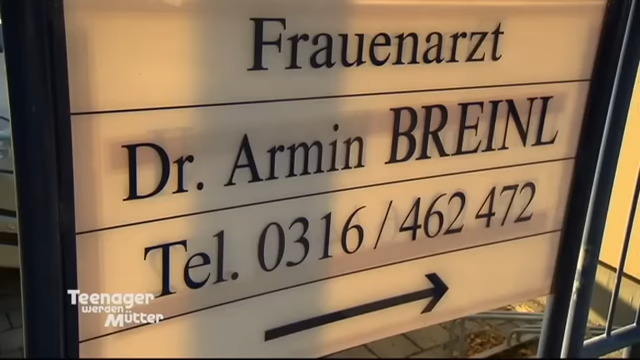 Frauenarzt
Dr. Armin BREINL
Tel. 0316/462 472
Teenager
werden
Mütter